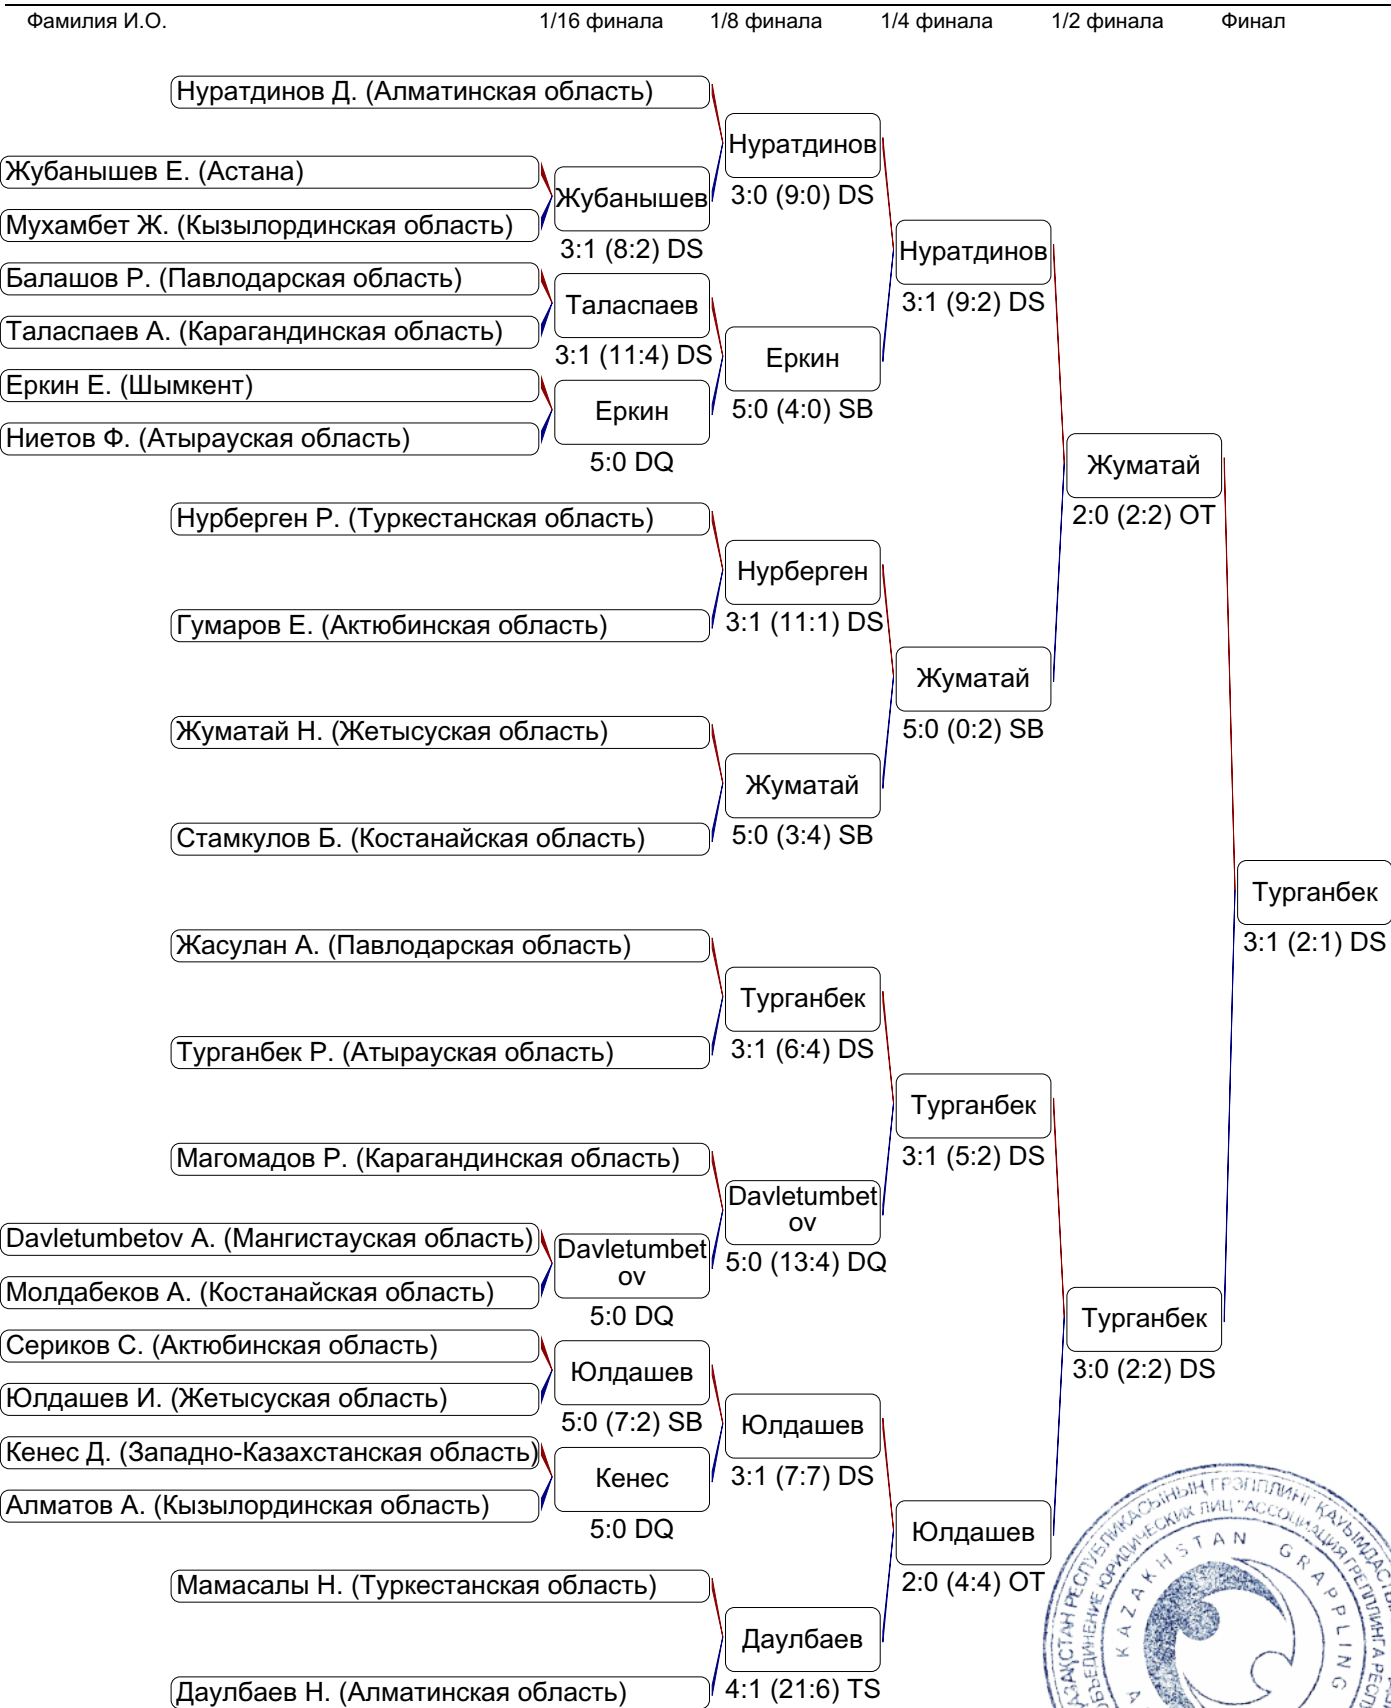 Фамилия И.О. 1/16 финала 1/8 финала 1/4 финала 1/2 финала Финал
Нуратдинов Д. (Алматинская область)
Нуратдинов
3:0 (9:0) DS
Жубанышев Е. (Астана)
Жубанышев
3:1 (8:2) DS
Мухамбет Ж. (Кызылординская область)
Нуратдинов
3:1 (9:2) DS
Балашов Р. (Павлодарская область)
Таласпаев
3:1 (11:4) DS
Таласпаев А. (Карагандинская область)
Еркин
5:0 (4:0) SB
Еркин Е. (Шымкент)
Еркин
5:0 DQ
Ниетов Ф. (Атырауская область)
Жуматай
2:0 (2:2) OT
Нурберген Р. (Туркестанская область)
Нурберген
3:1 (11:1) DS
Гумаров Е. (Актюбинская область)
Жуматай
5:0 (0:2) SB
Жуматай Н. (Жетысуская область)
Жуматай
5:0 (3:4) SB
Стамкулов Б. (Костанайская область)
Турганбек
3:1 (2:1) DS
Жасулан А. (Павлодарская область)
Турганбек
3:1 (6:4) DS
Турганбек Р. (Атырауская область)
Турганбек
3:1 (5:2) DS
Магомадов Р. (Карагандинская область)
Davletumbet
ov
5:0 (13:4) DQ
Davletumbetov A. (Мангистауская область)
Davletumbet
ov
5:0 DQ
Молдабеков А. (Костанайская область)
Турганбек
3:0 (2:2) DS
Сериков С. (Актюбинская область)
Юлдашев
5:0 (7:2) SB
Юлдашев И. (Жетысуская область)
Юлдашев
3:1 (7:7) DS
Кенес Д. (Западно-Казахстанская область)
Кенес
5:0 DQ
Алматов А. (Кызылординская область)
Юлдашев
2:0 (4:4) OT
Мамасалы Н. (Туркестанская область)
Даулбаев
4:1 (21:6) TS
Даулбаев Н. (Алматинская область)
KAZAKHSTAN GRAPPLING